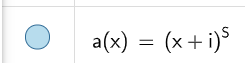 a(x) = (x + i)⁵